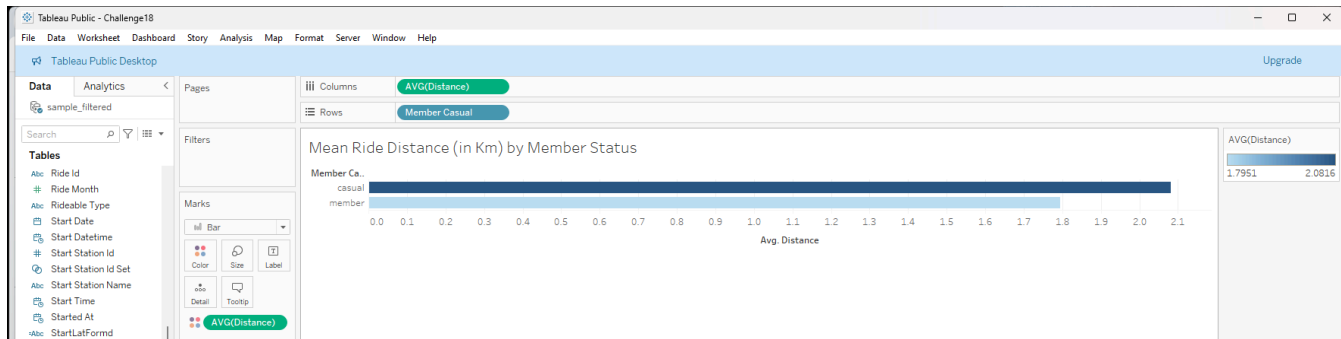 Tableau Public - Challenge18
File Data Worksheet Dashboard Story Analysis Map Format Server Window Help
Tableau Public Desktop
Upgrade
Data
Analytics
sample_filtered
Search
Tables
Abc Ride Id
# Ride Month
Abc Rideable Type
Start Date
Start Datetime
# Start Station Id
Start Station Id Set
Abc Start Station Name
Start Time
Started At
=Abc StartLatFormd
Pages
Filters
Marks
Bar
Color
Size
Label
Detail
Tooltip
AVG(Distance)
Columns
AVG(Distance)
Rows
Member Casual
Mean Ride Distance (in Km) by Member Status
Member Ca..
casual
member
0.0 0.1 0.2 0.3 0.4 0.5 0.6 0.7 0.8 0.9 1.0 1.1 1.2 1.3 1.4 1.5 1.6 1.7 1.8 1.9 2.0 2.1
Avg. Distance
AVG(Distance)
1.7951 2.0816